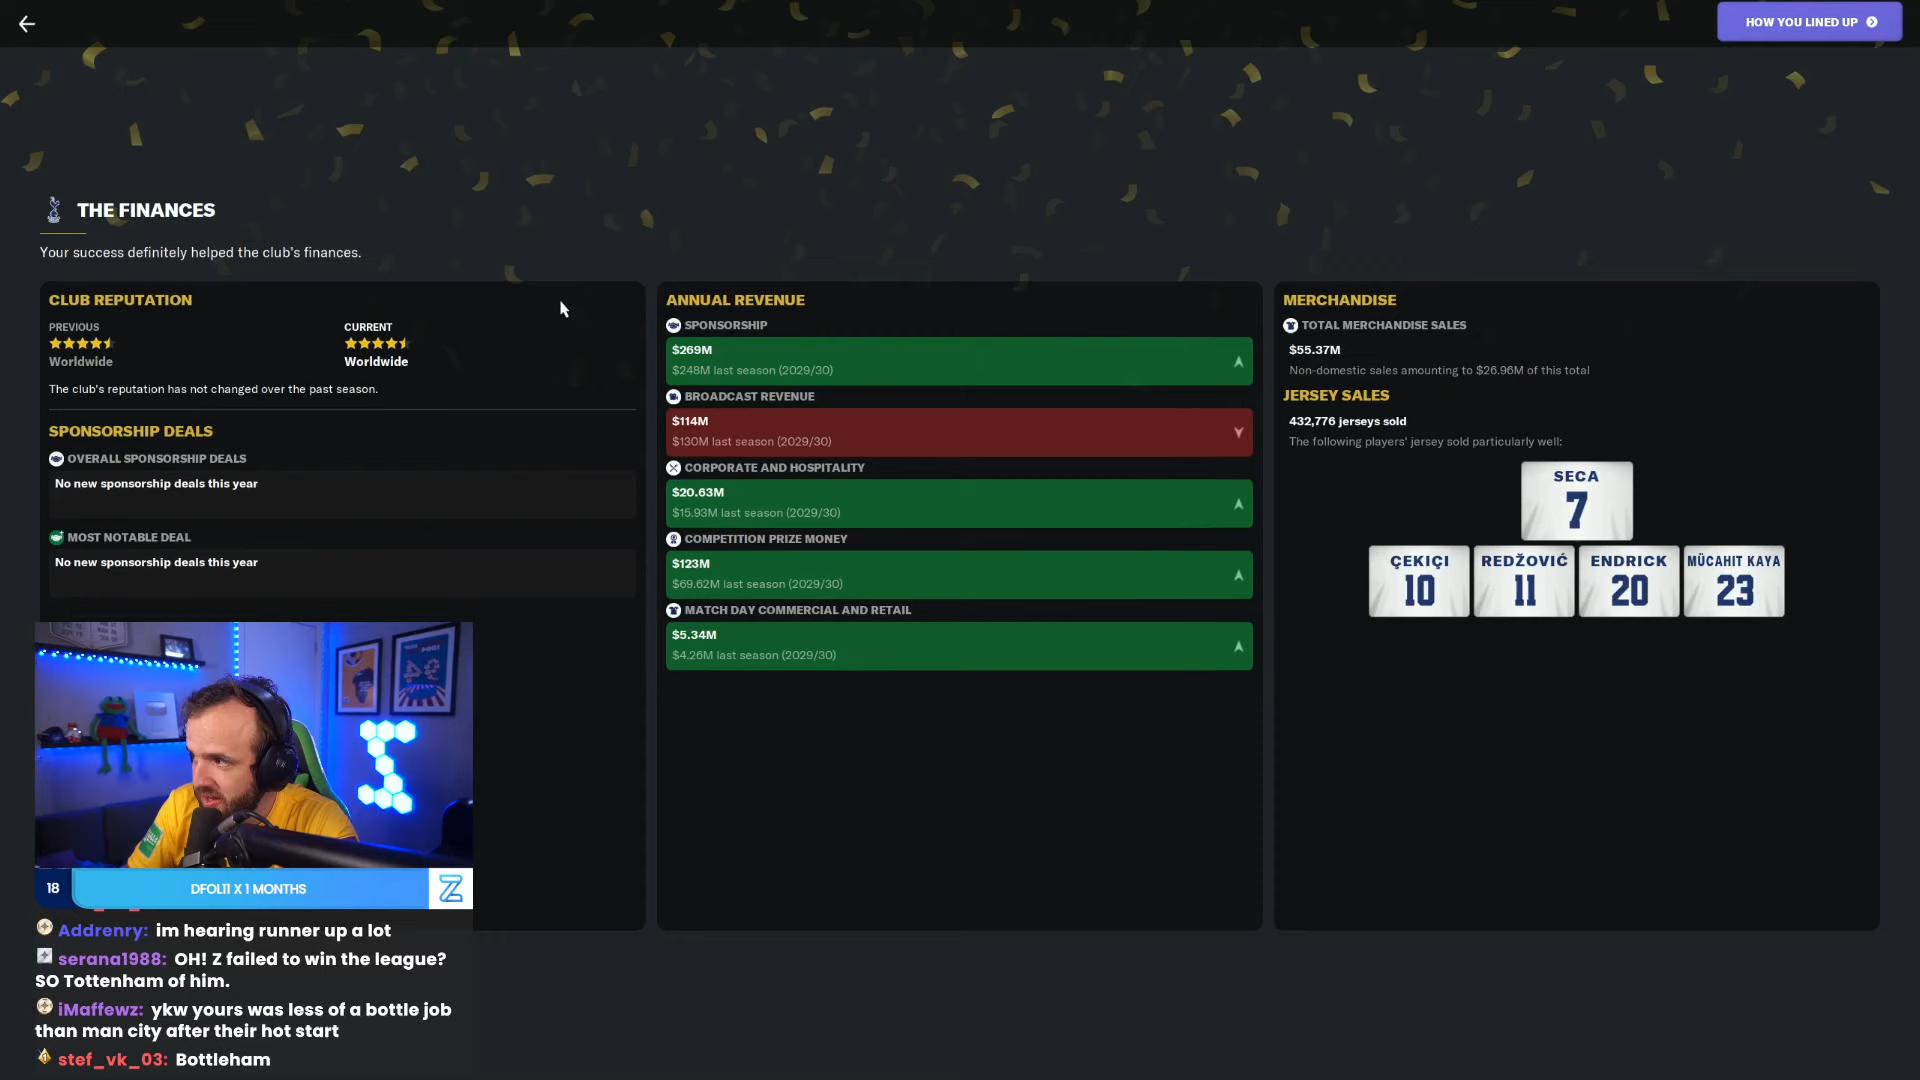 HOW YOU LINED UP
THE FINANCES
Your success definitely helped the club's finances.
CLUB REPUTATION
PREVIOUS
Worldwide
CURRENT
Worldwide
The club's reputation has not changed over the past season.
SPONSORSHIP DEALS
OVERALL SPONSORSHIP DEALS
No new sponsorship deals this year
MOST NOTABLE DEAL
No new sponsorship deals this year
ANNUAL REVENUE
SPONSORSHIP
$269M
$248M last season (2029/30)
BROADCAST REVENUE
$114M
$130M last season (2029/30)
CORPORATE AND HOSPITALITY
$20.63M
$15.93M last season (2029/30)
COMPETITION PRIZE MONEY
$123M
$69.62M last season (2029/30)
MATCH DAY COMMERCIAL AND RETAIL
$5.34M
$4.26M last season (2029/30)
MERCHANDISE
TOTAL MERCHANDISE SALES
$55.37M
Non-domestic sales amounting to $26.96M of this total
JERSEY SALES
432,776 jerseys sold
The following players' jersey sold particularly well:
SECA
7
ÇEKIÇI
10
REDŽOVIĆ
11
ENDRICK
20
MÜCAHIT KAYA
23
18
DFOL11 X 1 MONTHS
Z
Addrenry: im hearing runner up a lot
serana1988: OH! Z failed to win the league?
SO Tottenham of him.
iMaffewz: ykw yours was less of a bottle job
than man city after their hot start
stef_vk_03: Bottleham